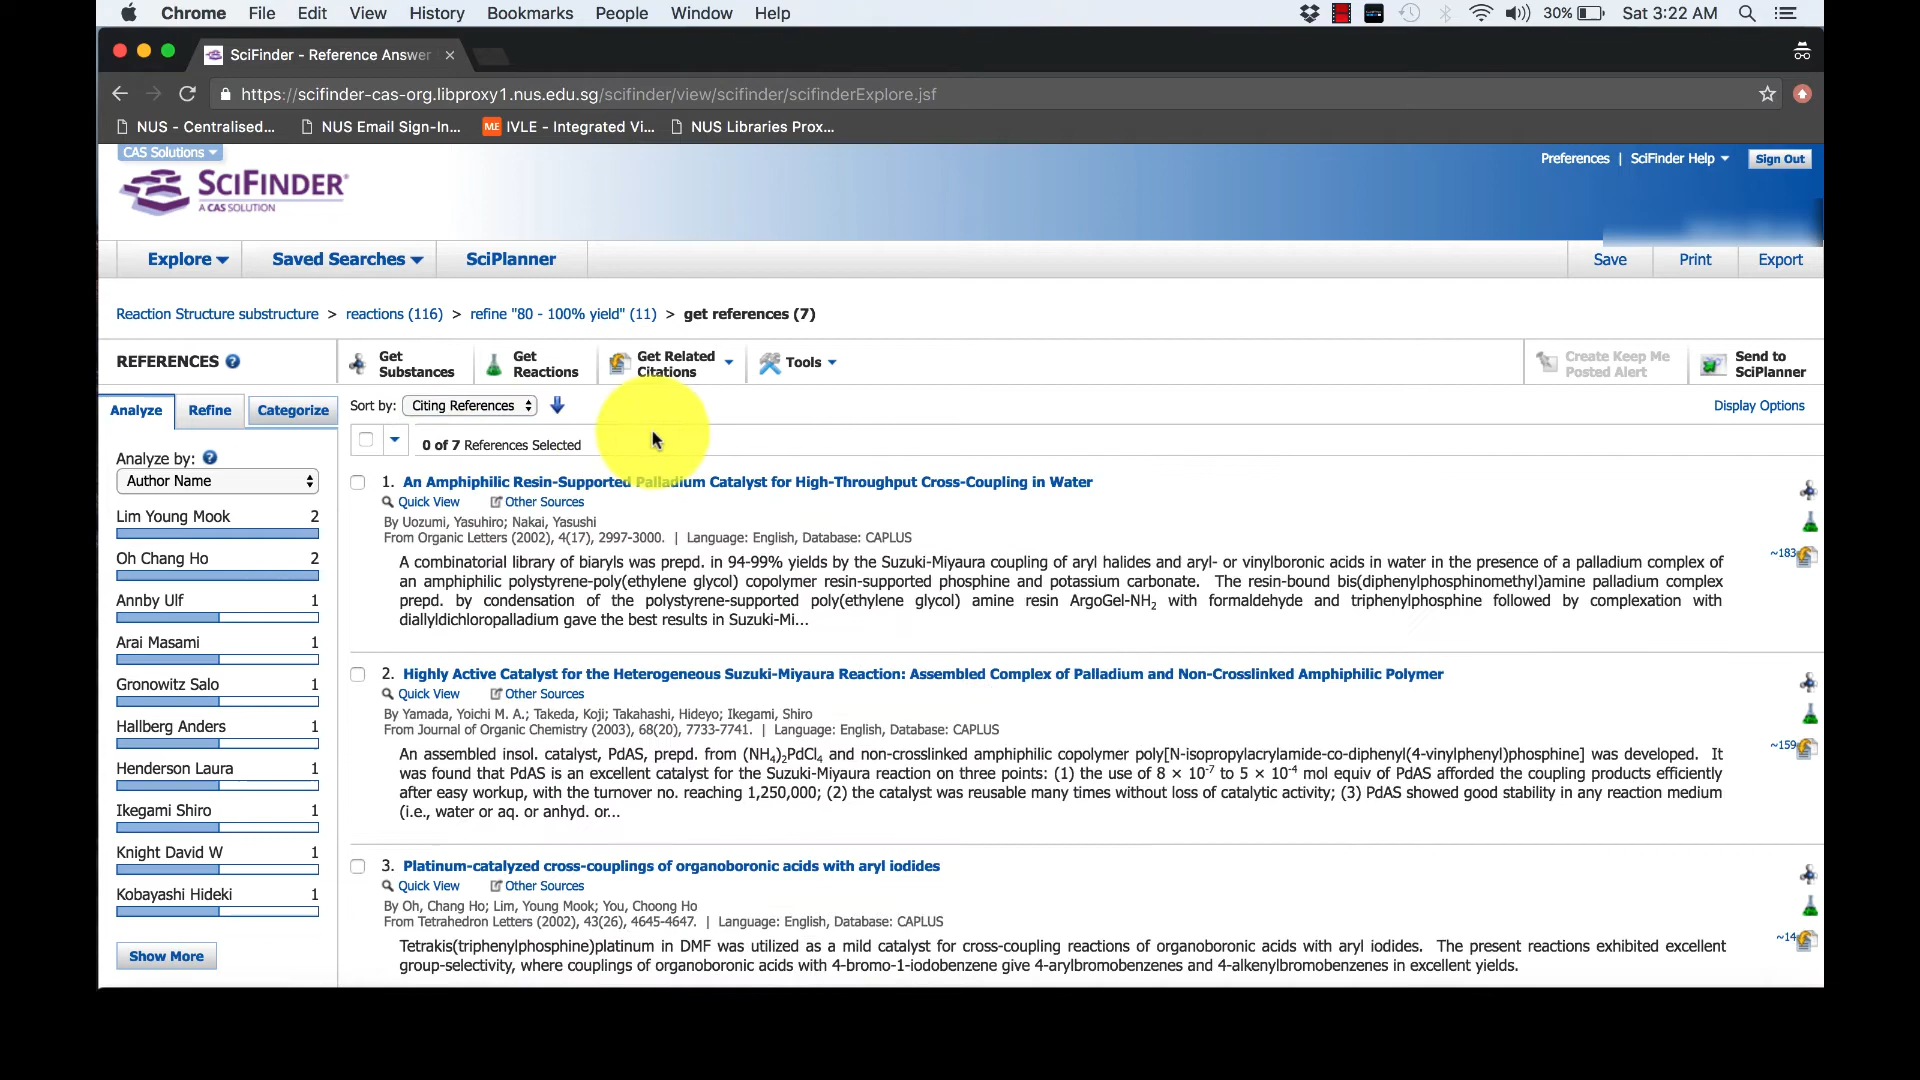 Chrome File Edit View History Bookmarks People Window Help 30% Sat 3:22 AM
SciFinder - Reference Answer
https://scifinder-cas-org.libproxy1.nus.edu.sg/scifinder/view/scifinder/scifinderExplore.jsf
NUS - Centralised... NUS Email Sign-In... ME IVLE - Integrated Vi... NUS Libraries Prox...
CAS Solutions Preferences | SciFinder Help Sign Out
SCIFINDER®
A CAS SOLUTION
Explore Saved Searches SciPlanner Save Print Export
Reaction Structure substructure > reactions (116) > refine "80 - 100% yield" (11) > get references (7)
REFERENCES ? Get Substances Get Reactions Get Related Citations Tools Create Keep Me Posted Alert Send to SciPlanner
Analyze Refine Categorize
Sort by: Citing References Display Options
0 of 7 References Selected
Analyze by: ?
Author Name
Lim Young Mook 2
Oh Chang Ho 2
Annby Ulf 1
Arai Masami 1
Gronowitz Salo 1
Hallberg Anders 1
Henderson Laura 1
Ikegami Shiro 1
Knight David W 1
Kobayashi Hideki 1
Show More
1. An Amphiphilic Resin-Supported Palladium Catalyst for High-Throughput Cross-Coupling in Water
Quick View Other Sources
By Uozumi, Yasuhiro; Nakai, Yasushi
From Organic Letters (2002), 4(17), 2997-3000. | Language: English, Database: CAPLUS
~183
A combinatorial library of biaryls was prepd. in 94-99% yields by the Suzuki-Miyaura coupling of aryl halides and aryl- or vinylboronic acids in water in the presence of a palladium complex of
an amphiphilic polystyrene-poly(ethylene glycol) copolymer resin-supported phosphine and potassium carbonate. The resin-bound bis(diphenylphosphinomethyl)amine palladium complex
prepd. by condensation of the polystyrene-supported poly(ethylene glycol) amine resin ArgoGel-NH2 with formaldehyde and triphenylphosphine followed by complexation with
diallyldichloropalladium gave the best results in Suzuki-Mi...
2. Highly Active Catalyst for the Heterogeneous Suzuki-Miyaura Reaction: Assembled Complex of Palladium and Non-Crosslinked Amphiphilic Polymer
Quick View Other Sources
By Yamada, Yoichi M. A.; Takeda, Koji; Takahashi, Hideyo; Ikegami, Shiro
From Journal of Organic Chemistry (2003), 68(20), 7733-7741. | Language: English, Database: CAPLUS
~159
An assembled insol. catalyst, PdAS, prepd. from (NH4)2PdCl4 and non-crosslinked amphiphilic copolymer poly[N-isopropylacrylamide-co-diphenyl(4-vinylphenyl)phosphine] was developed. It
was found that PdAS is an excellent catalyst for the Suzuki-Miyaura reaction on three points: (1) the use of 8 × 10-7 to 5 × 10-4 mol equiv of PdAS afforded the coupling products efficiently
after easy workup, with the turnover no. reaching 1,250,000; (2) the catalyst was reusable many times without loss of catalytic activity; (3) PdAS showed good stability in any reaction medium
(i.e., water or aq. or anhyd. or...
3. Platinum-catalyzed cross-couplings of organoboronic acids with aryl iodides
Quick View Other Sources
By Oh, Chang Ho; Lim, Young Mook; You, Choong Ho
From Tetrahedron Letters (2002), 43(26), 4645-4647. | Language: English, Database: CAPLUS
~14
Tetrakis(triphenylphosphine)platinum in DMF was utilized as a mild catalyst for cross-coupling reactions of organoboronic acids with aryl iodides. The present reactions exhibited excellent
group-selectivity, where couplings of organoboronic acids with 4-bromo-1-iodobenzene give 4-arylbromobenzenes and 4-alkenylbromobenzenes in excellent yields.